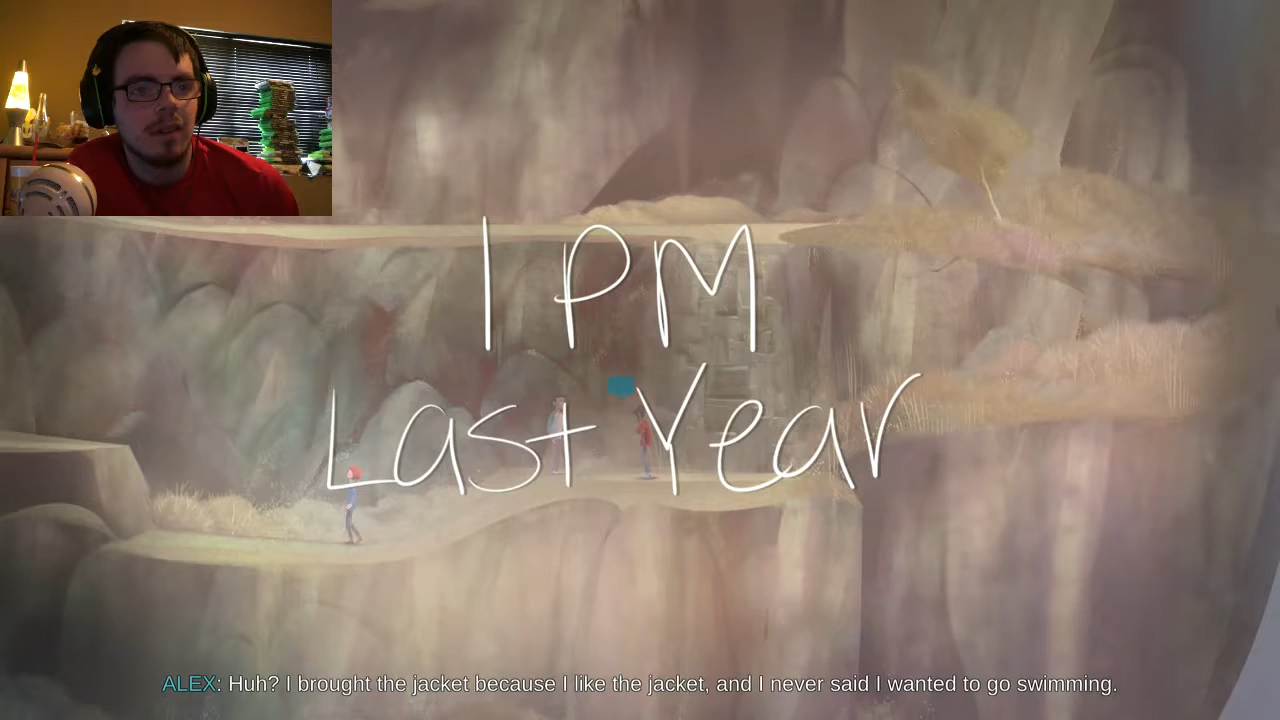 1 PM
Last Year
ALEX: Huh? I brought the jacket because I like the jacket, and I never said I wanted to go swimming.